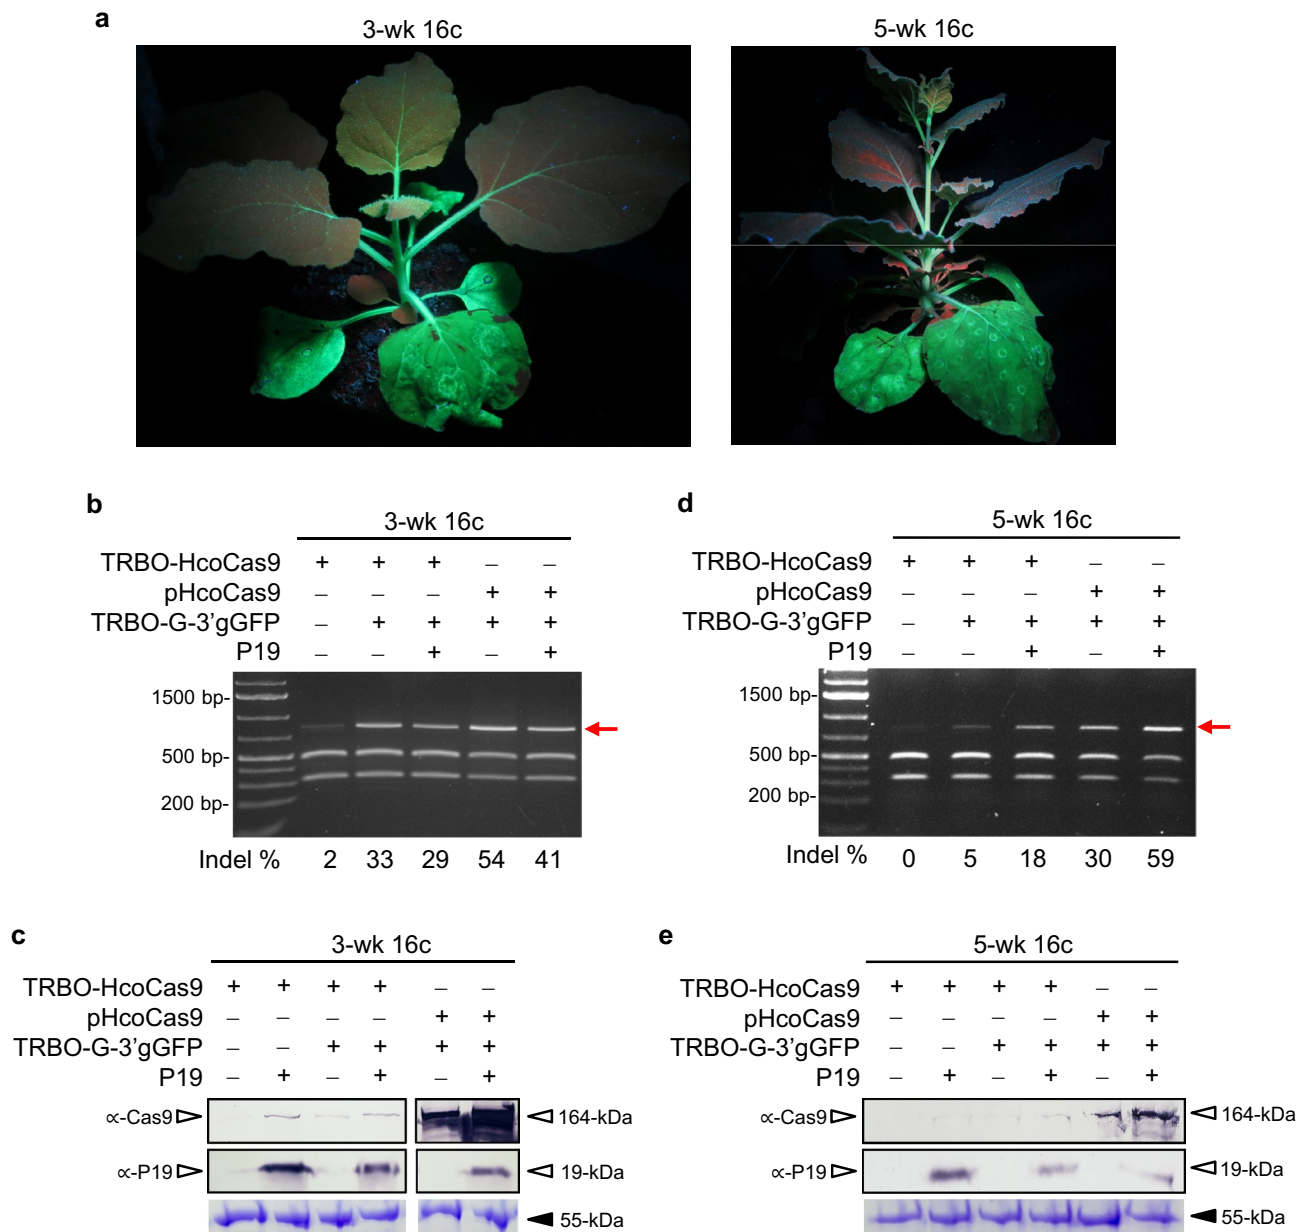 a
3-wk 16c
5-wk 16c
b
3-wk 16c
TRBO-HcoCas9 + + + – –
pHcoCas9 – – – + +
TRBO-G-3'gGFP – + + + +
P19 – – + – +
1500 bp-
500 bp-
200 bp-
Indel % 2 33 29 54 41
d
5-wk 16c
TRBO-HcoCas9 + + + – –
pHcoCas9 – – – + +
TRBO-G-3'gGFP – + + + +
P19 – – + – +
1500 bp-
500 bp-
200 bp-
Indel % 0 5 18 30 59
c
3-wk 16c
TRBO-HcoCas9 + + + + – –
pHcoCas9 – – – – + +
TRBO-G-3'gGFP – – + + + +
P19 – + – + – +
∝-Cas9 164-kDa
∝-P19 19-kDa
55-kDa
e
5-wk 16c
TRBO-HcoCas9 + + + + – –
pHcoCas9 – – – – + +
TRBO-G-3'gGFP – – + + + +
P19 – + – + – +
∝-Cas9 164-kDa
∝-P19 19-kDa
55-kDa